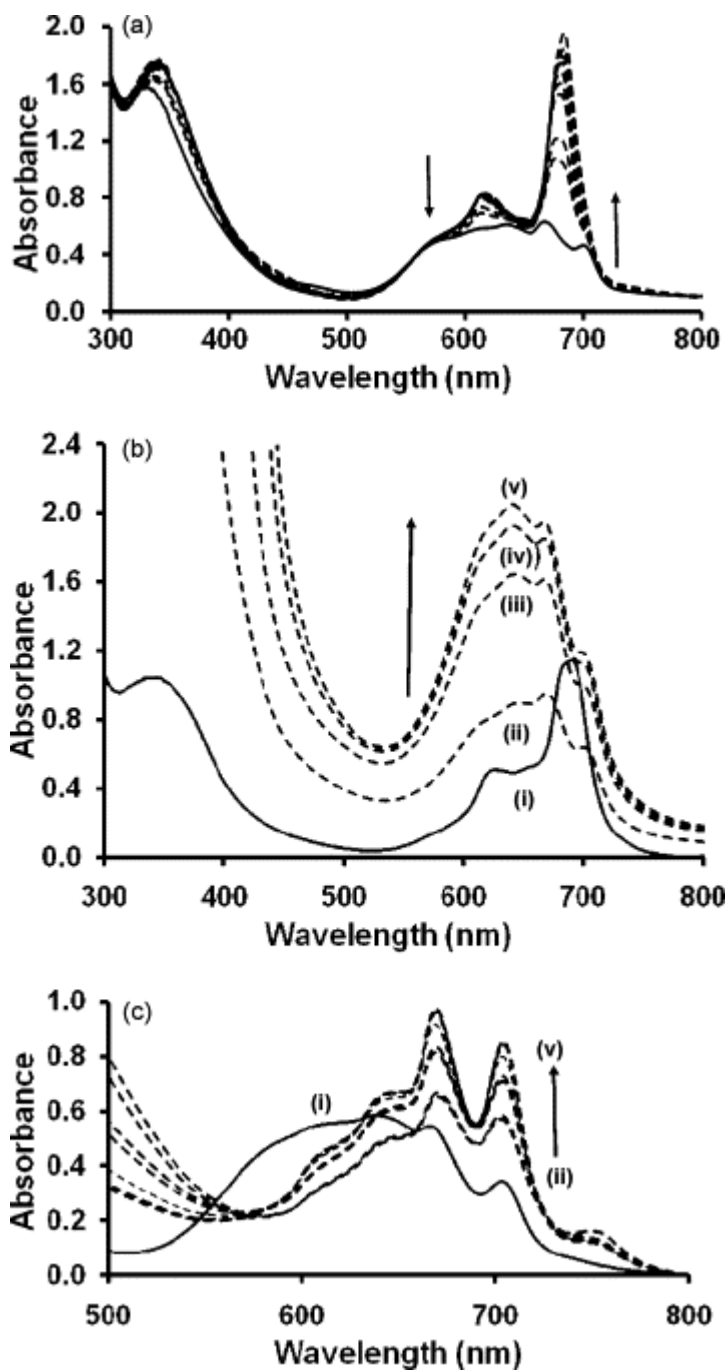 (a)
2.0
1.6
1.2
0.8
0.4
0.0
Absorbance
300 400 500 600 700 800
Wavelength (nm)
(b)
2.4
2.0
1.6
1.2
0.8
0.4
0.0
Absorbance
(v)
(iv)
(iii)
(ii)
(i)
300 400 500 600 700 800
Wavelength (nm)
(c)
1.0
0.8
0.6
0.4
0.2
0.0
Absorbance
(i)
(v)
(ii)
500 600 700 800
Wavelength (nm)